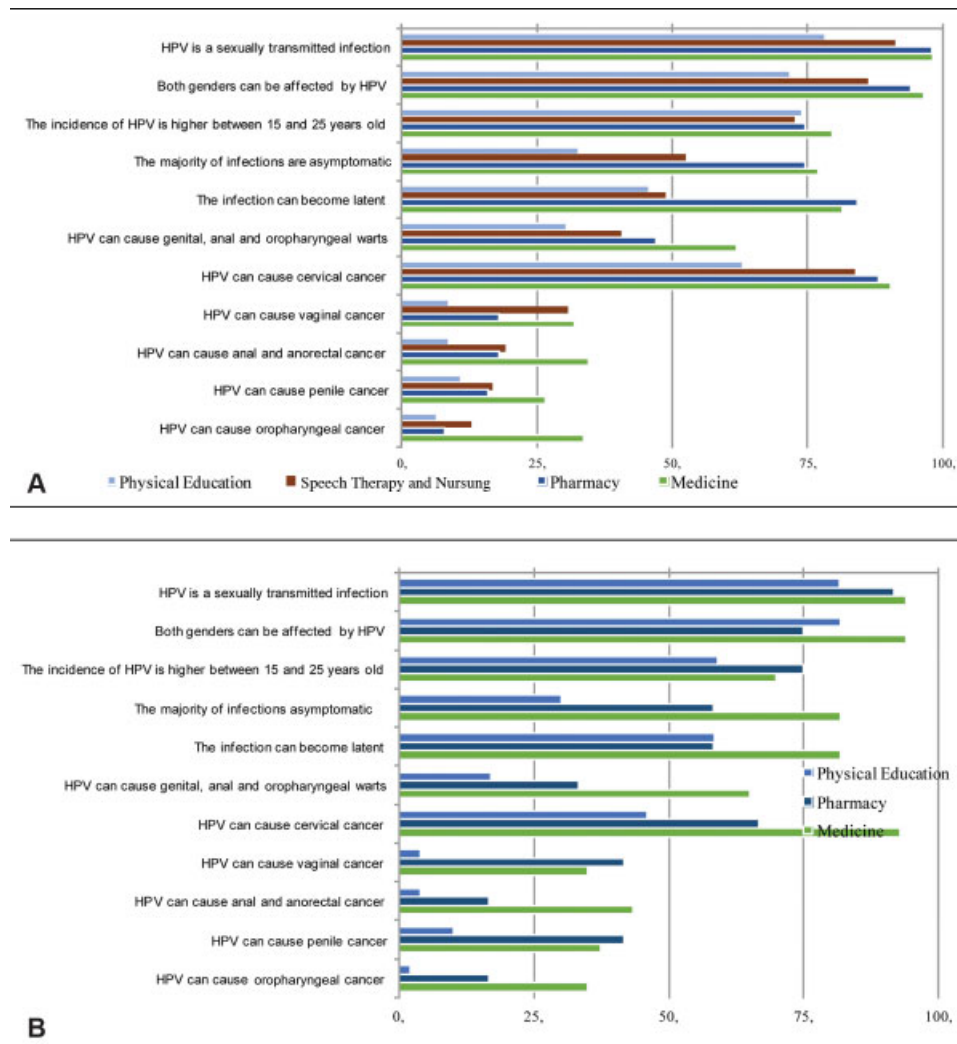 HPV is a sexually transmitted infection
Both genders can be affected by HPV
The incidence of HPV is higher between 15 and 25 years old
The majority of infections are asymptomatic
The infection can become latent
HPV can cause genital, anal and oropharyngeal warts
HPV can cause cervical cancer
HPV can cause vaginal cancer
HPV can cause anal and anorectal cancer
HPV can cause penile cancer
HPV can cause oropharyngeal cancer
0, 25, 50, 75, 100,
A Physical Education Speech Therapy and Nursung Pharmacy Medicine
HPV is a sexually transmitted infection
Both genders can be affected by HPV
The incidence of HPV is higher between 15 and 25 years old
The majority of infections asymptomatic
The infection can become latent
Physical Education
HPV can cause genital, anal and oropharyngeal warts
Pharmacy
HPV can cause cervical cancer
Medicine
HPV can cause vaginal cancer
HPV can cause anal and anorectal cancer
HPV can cause penile cancer
HPV can cause oropharyngeal cancer
0, 25, 50, 75, 100,
B